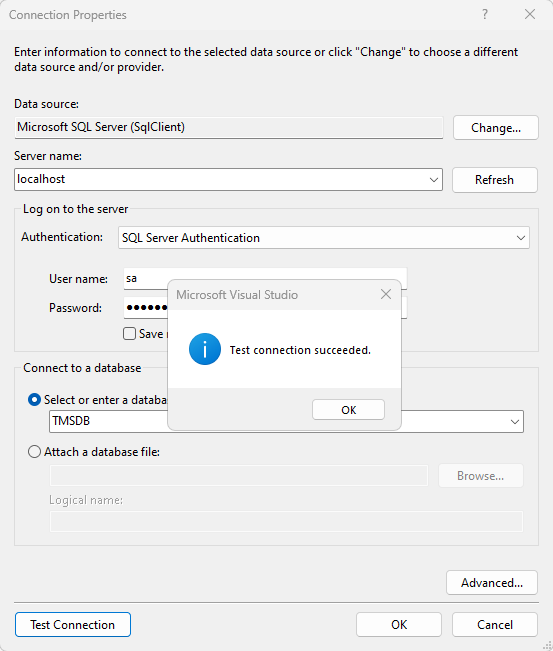 Connection Properties
?
Enter information to connect to the selected data source or click "Change" to choose a different
data source and/or provider.
Data source:
Microsoft SQL Server (SqlClient)
Change...
Server name:
localhost
Refresh
Log on to the server
Authentication:
SQL Server Authentication
User name:
sa
Password:
Save
Microsoft Visual Studio
Test connection succeeded.
OK
Connect to a database
Select or enter a databa
TMSDB
Attach a database file:
Browse...
Logical name:
Advanced...
Test Connection
OK
Cancel